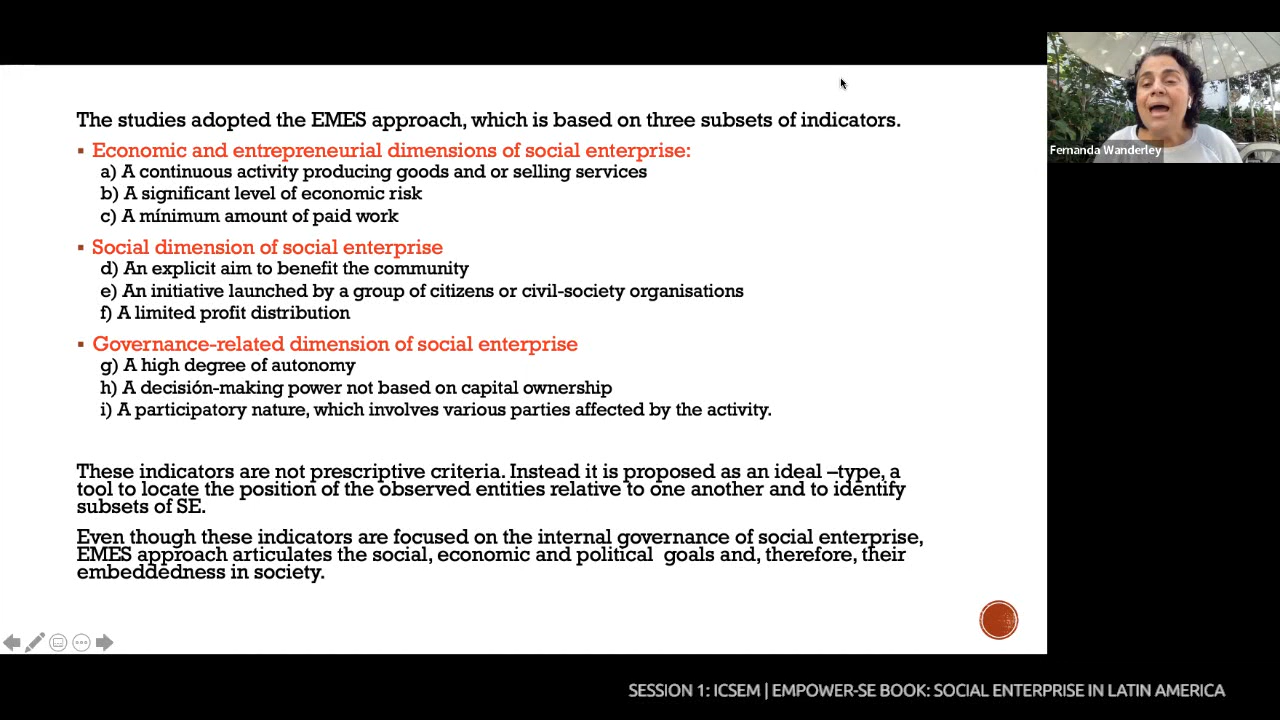 The studies adopted the EMES approach, which is based on three subsets of indicators.
▪ Economic and entrepreneurial dimensions of social enterprise:
a) A continuous activity producing goods and or selling services
b) A significant level of economic risk
c) A mínimum amount of paid work
▪ Social dimension of social enterprise
d) An explicit aim to benefit the community
e) An initiative launched by a group of citizens or civil-society organisations
f) A limited profit distribution
▪ Governance-related dimension of social enterprise
g) A high degree of autonomy
h) A decisión-making power not based on capital ownership
i) A participatory nature, which involves various parties affected by the activity.
These indicators are not prescriptive criteria. Instead it is proposed as an ideal –type, a
tool to locate the position of the observed entities relative to one another and to identify
subsets of SE.
Even though these indicators are focused on the internal governance of social enterprise,
EMES approach articulates the social, economic and political goals and, therefore, their
embeddedness in society.
Fernanda Wanderley
SESSION 1: ICSEM | EMPOWER-SE BOOK: SOCIAL ENTERPRISE IN LATIN AMERICA